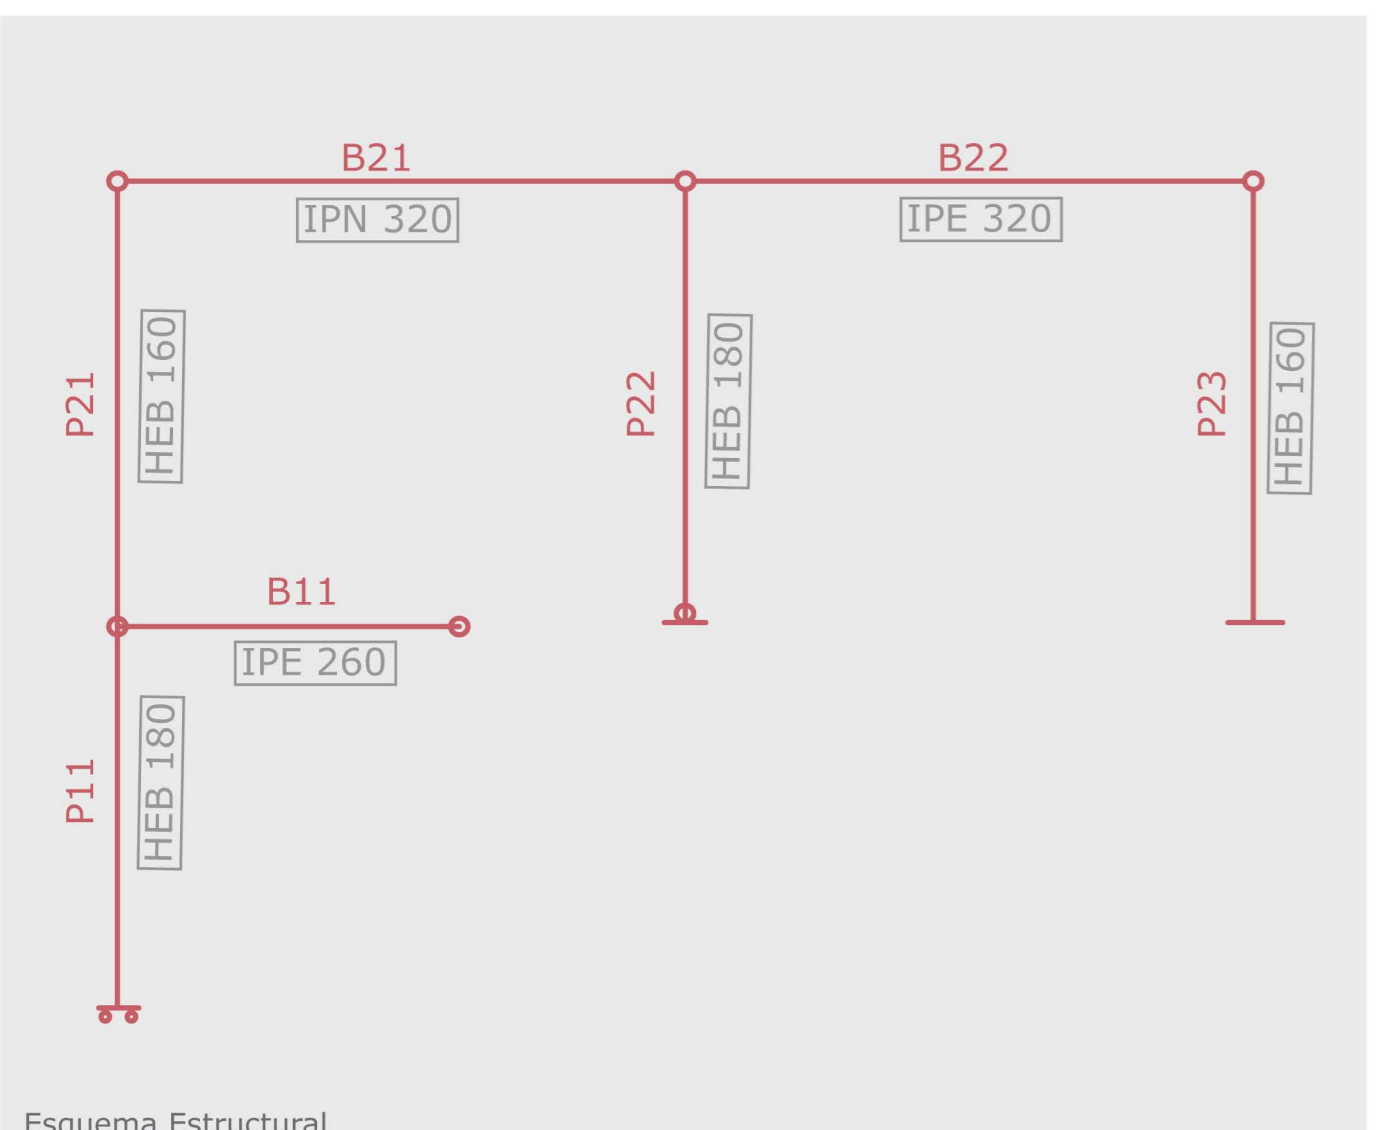 B21
B22
IPN 320
IPE 320
P21
HEB 160
P22
HEB 180
P23
HEB 160
B11
IPE 260
P11
HEB 180
Esquema Estructural